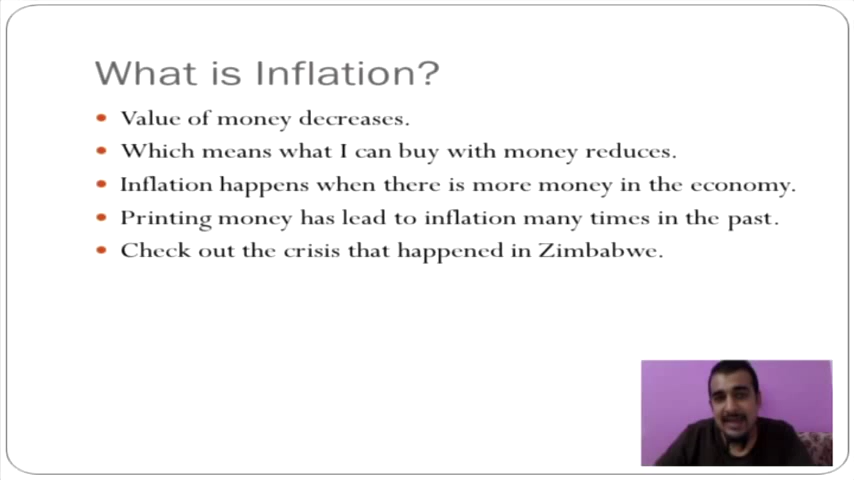 What is Inflation?
Value of money decreases.
Which means what I can buy with money reduces.
Inflation happens when there is more money in the economy.
Printing money has lead to inflation many times in the past.
Check out the crisis that happened in Zimbabwe.